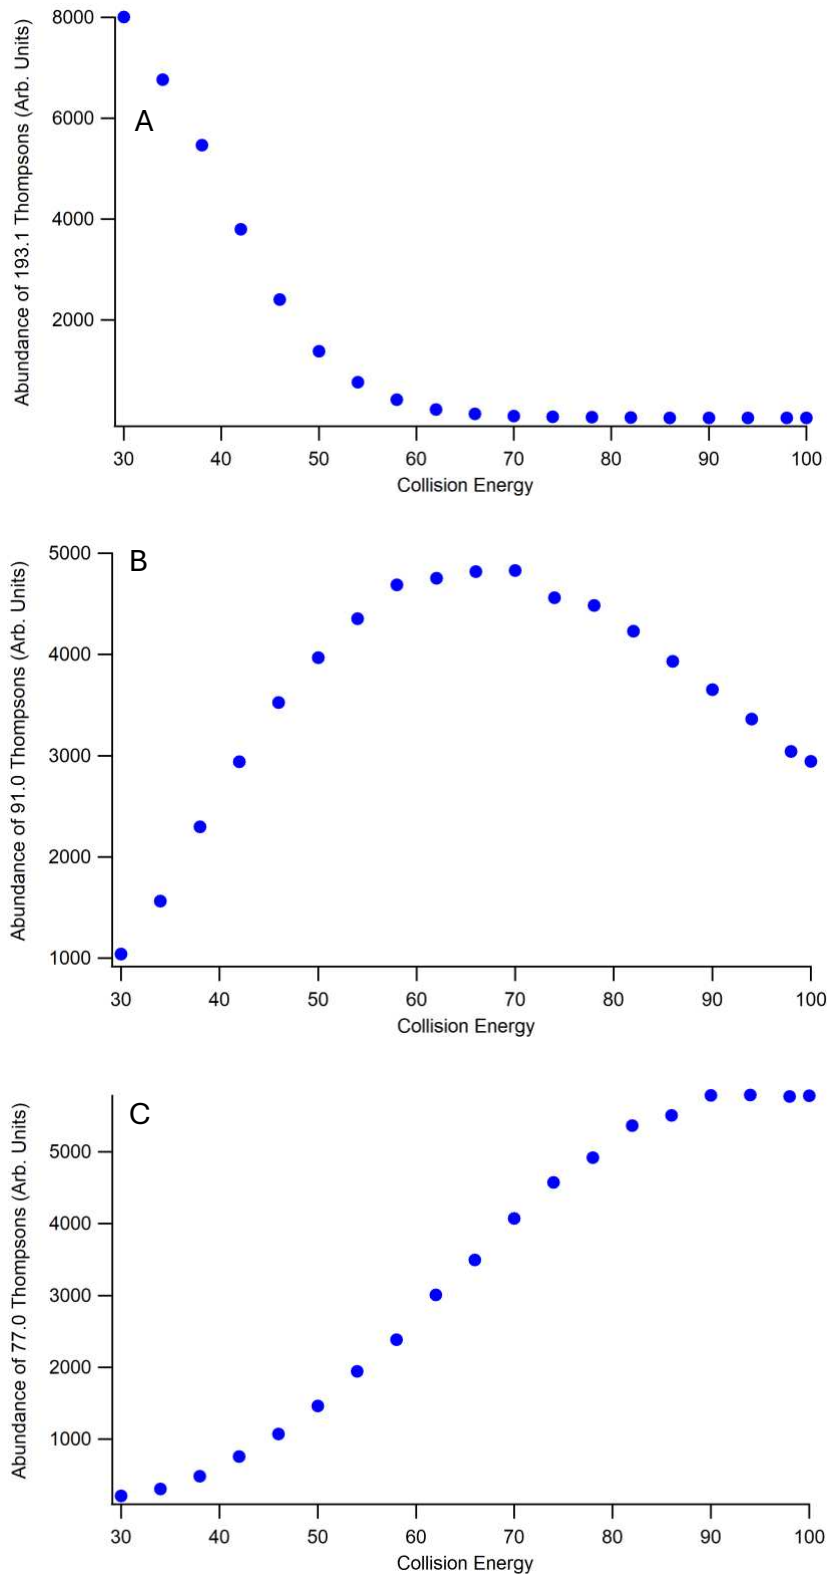 8000
6000
4000
2000
Abundance of 193.1 Thompsons (Arb. Units)
A
30 40 50 60 70 80 90 100
Collision Energy
5000
4000
3000
2000
1000
Abundance of 91.0 Thompsons (Arb. Units)
B
30 40 50 60 70 80 90 100
Collision Energy
5000
4000
3000
2000
1000
Abundance of 77.0 Thompsons (Arb. Units)
C
30 40 50 60 70 80 90 100
Collision Energy